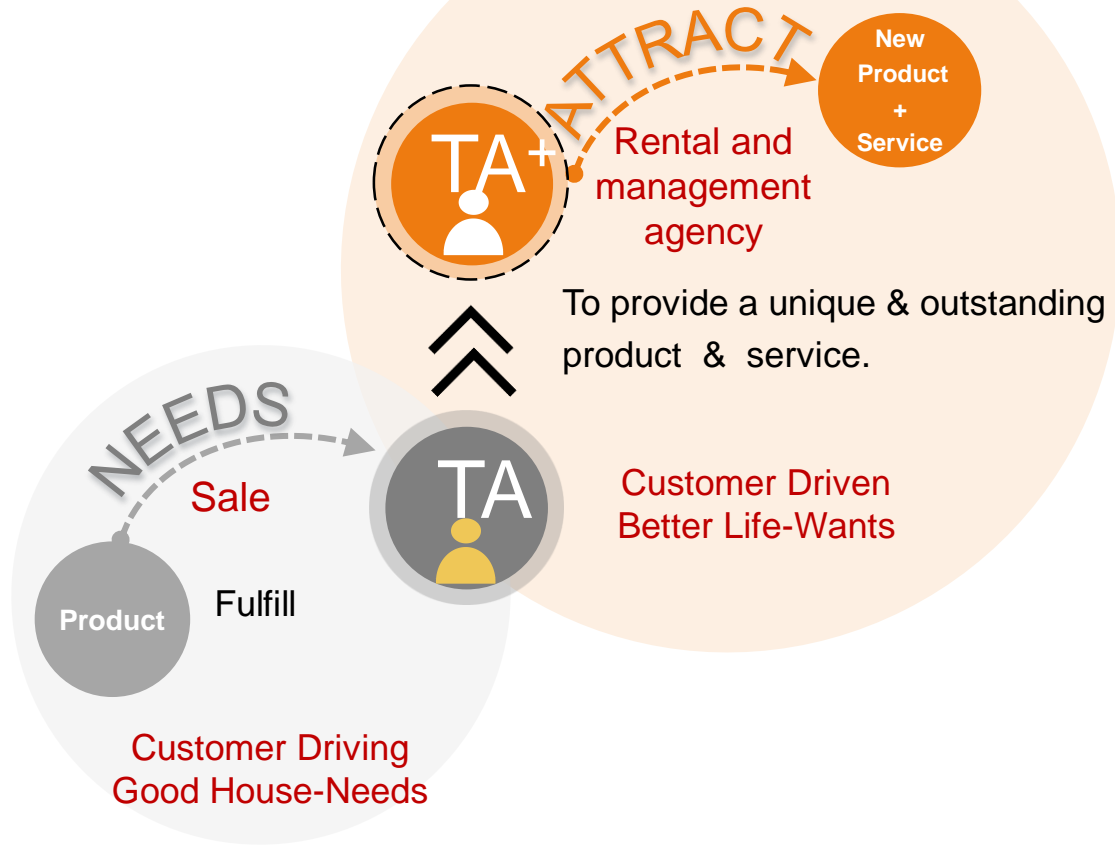 ATTRACT
New
Product
+
Service
TA+
Rental and
management
agency
To provide a unique & outstanding
product & service.
NEEDS
Sale
TA
Customer Driven
Better Life-Wants
Product
Fulfill
Customer Driving
Good House-Needs